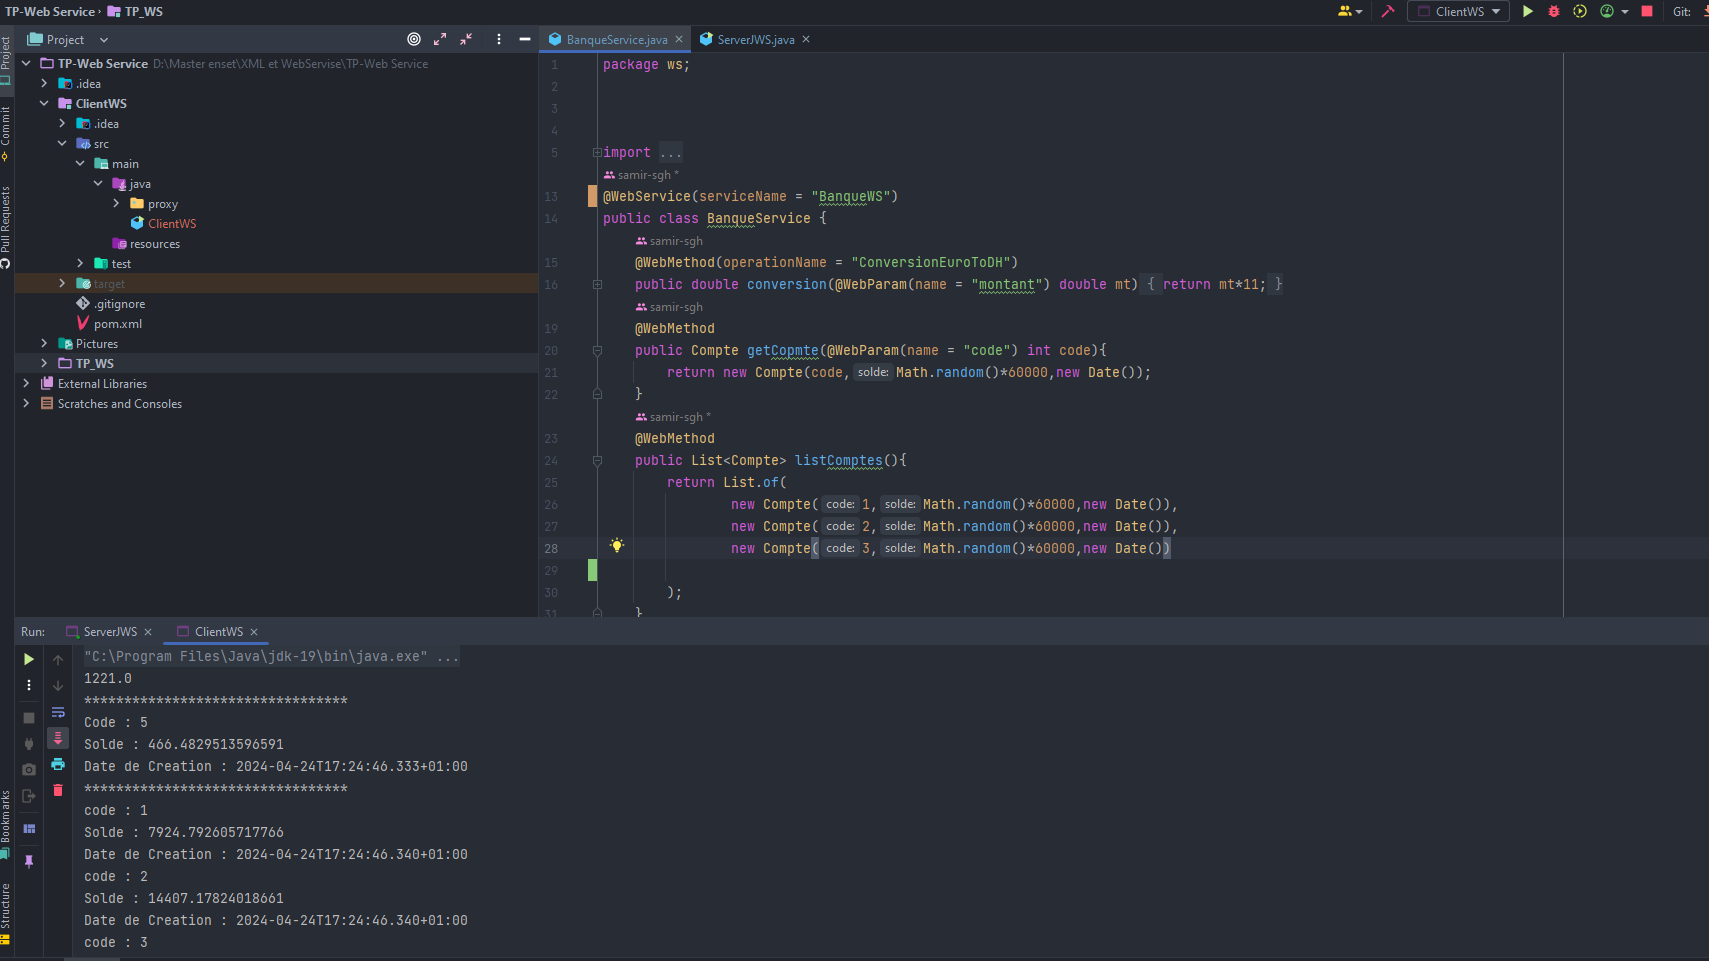 TP-Web Service › TP_WS
ClientWS
Git:
Project
BanqueService.java
ServerJWS.java
Project
Commit
Pull Requests
Bookmarks
Structure
TP-Web Service D:\Master enset\XML et WebServise\TP-Web Service
.idea
ClientWS
.idea
src
main
java
proxy
ClientWS
resources
test
target
.gitignore
pom.xml
Pictures
TP_WS
External Libraries
Scratches and Consoles
1 package ws;
2
3
4
5 import ...
samir-sgh *
13 @WebService(serviceName = "BanqueWS")
14 public class BanqueService {
samir-sgh
15 @WebMethod(operationName = "ConversionEuroToDH")
16 public double conversion(@WebParam(name = "montant") double mt) { return mt*11; }
samir-sgh
19 @WebMethod
20 public Compte getCopmte(@WebParam(name = "code") int code){
21 return new Compte(code, solde: Math.random()*60000,new Date());
22 }
samir-sgh *
23 @WebMethod
24 public List<Compte> listComptes(){
25 return List.of(
26 new Compte( code: 1, solde: Math.random()*60000,new Date()),
27 new Compte( code: 2, solde: Math.random()*60000,new Date()),
28 new Compte( code: 3, solde: Math.random()*60000,new Date())
29
30 );
31 }
Run: ServerJWS ClientWS
"C:\Program Files\Java\jdk-19\bin\java.exe" ...
1221.0
*********************************
Code : 5
Solde : 466.4829513596591
Date de Creation : 2024-04-24T17:24:46.333+01:00
*********************************
code : 1
Solde : 7924.792605717766
Date de Creation : 2024-04-24T17:24:46.340+01:00
code : 2
Solde : 14407.17824018661
Date de Creation : 2024-04-24T17:24:46.340+01:00
code : 3